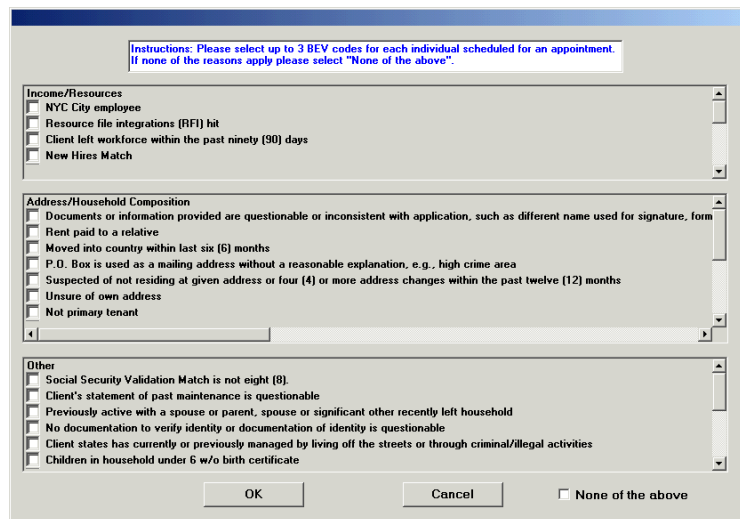 Instructions: Please select up to 3 BEV codes for each individual scheduled for an appointment.
If none of the reasons apply please select "None of the above".
Income/Resources
NYC City employee
Resource file integrations (RFI) hit
Client left workforce within the past ninety (90) days
New Hires Match
Address/Household Composition
Documents or information provided are questionable or inconsistent with application, such as different name used for signature, form
Rent paid to a relative
Moved into country within last six (6) months
P.O. Box is used as a mailing address without a reasonable explanation, e.g., high crime area
Suspected of not residing at given address or four (4) or more address changes within the past twelve (12) months
Unsure of own address
Not primary tenant
Other
Social Security Validation Match is not eight (8).
Client's statement of past maintenance is questionable
Previously active with a spouse or parent, spouse or significant other recently left household
No documentation to verify identity or documentation of identity is questionable
Client states has currently or previously managed by living off the streets or through criminal/illegal activities
Children in household under 6 w/o birth certificate
OK Cancel None of the above